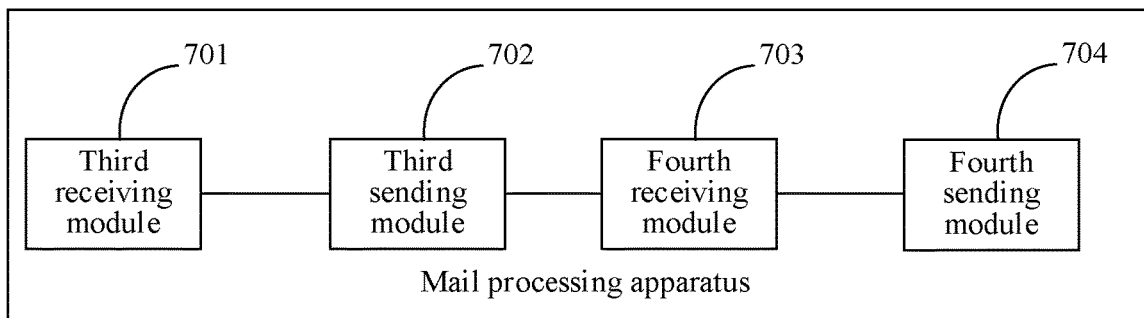 701
702
703
704
Third
receiving
module
Third
sending
module
Fourth
receiving
module
Fourth
sending
module
Mail processing apparatus